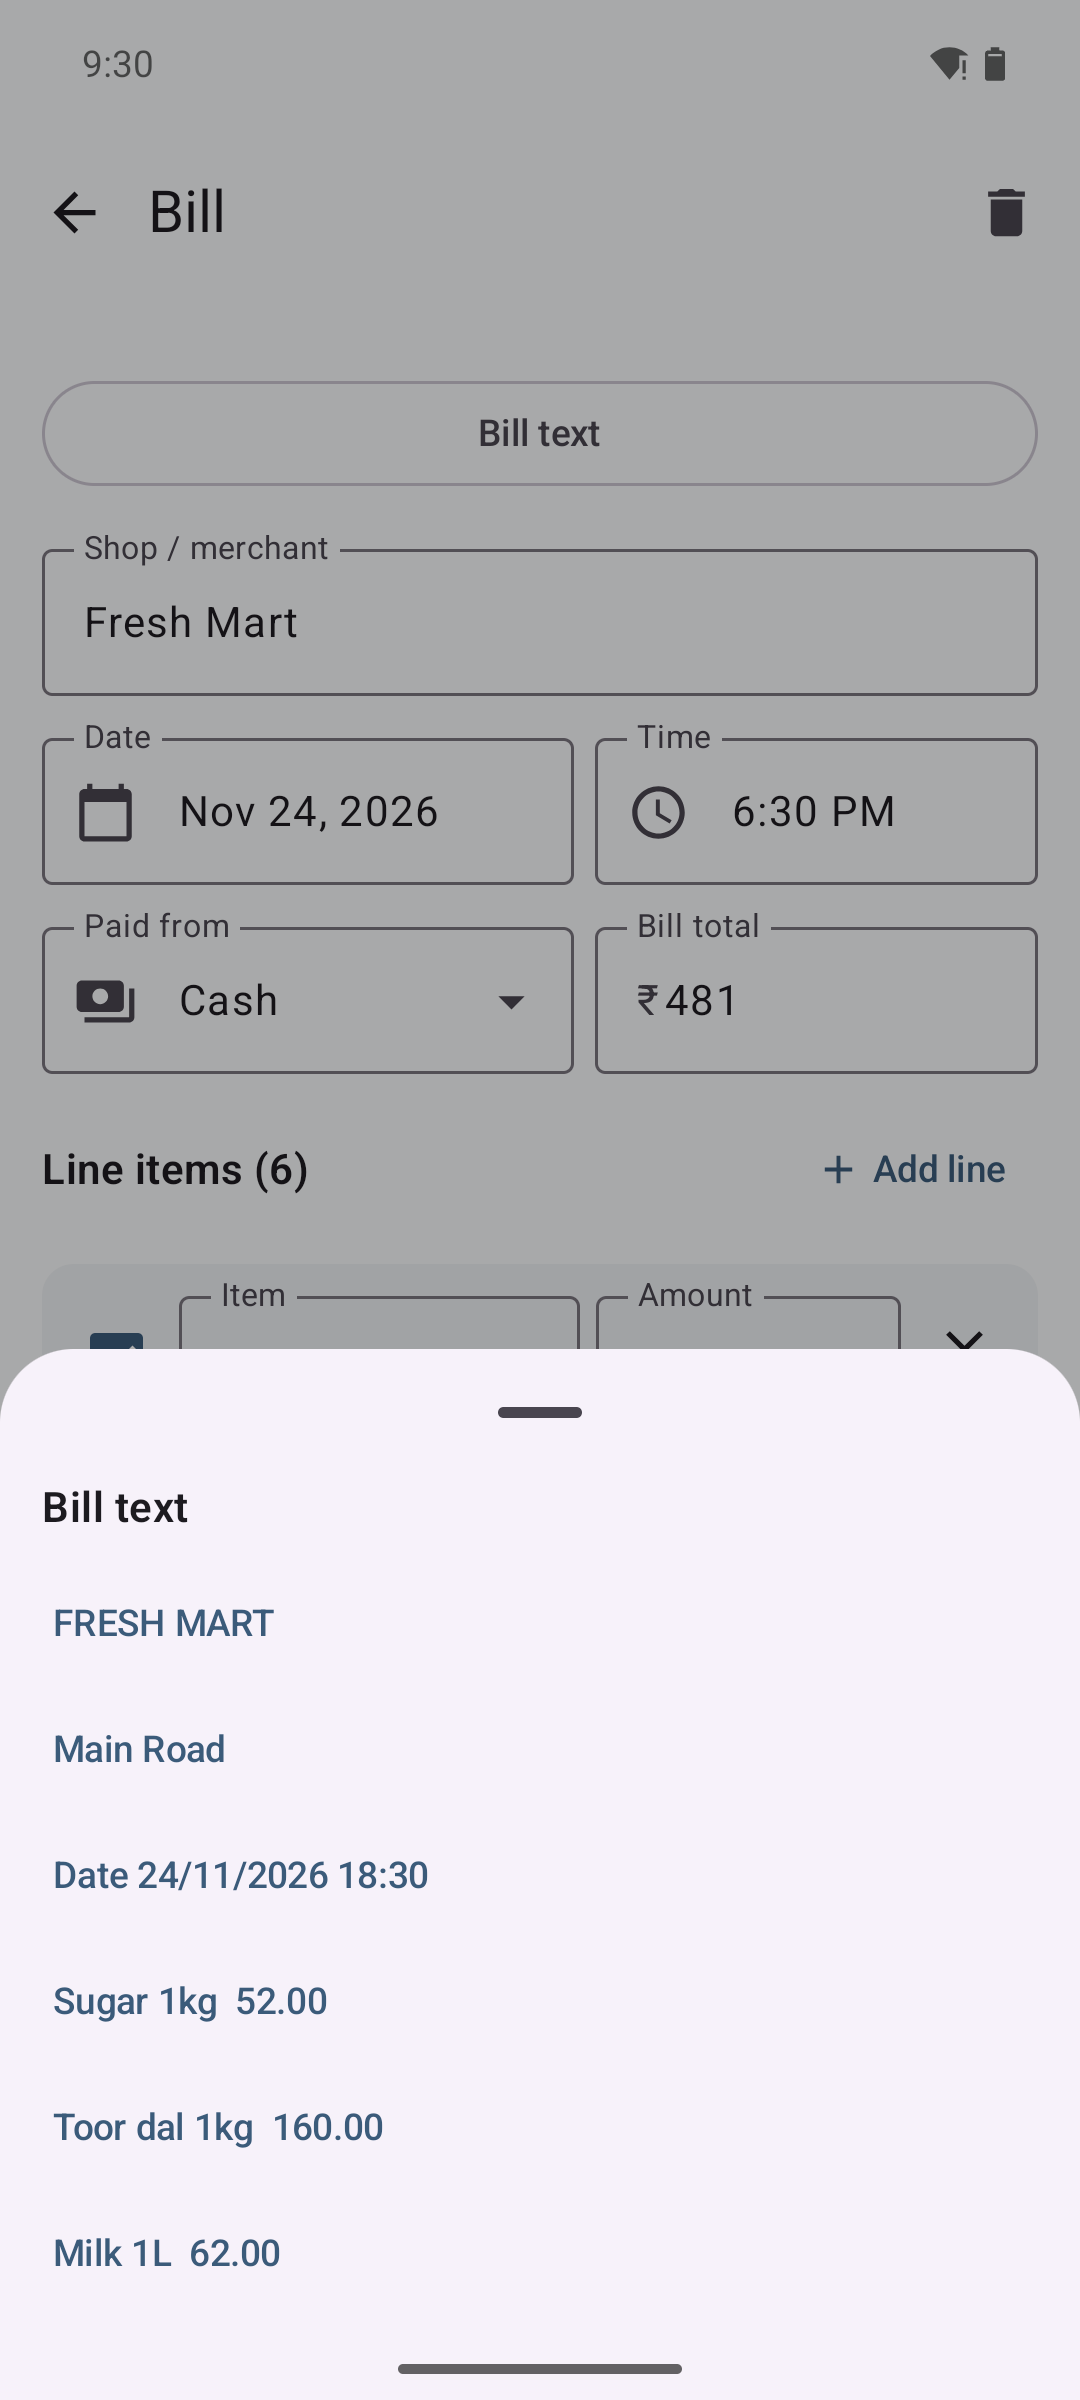 9:30
Bill
Bill text
Shop / merchant
Fresh Mart
Date
Time
Nov 24, 2026
6:30 PM
Paid from
Bill total
Cash
₹481
Line items (6)
+ Add line
Item
Amount
Bill text
FRESH MART
Main Road
Date 24/11/2026 18:30
Sugar 1kg  52.00
Toor dal 1kg  160.00
Milk 1L  62.00